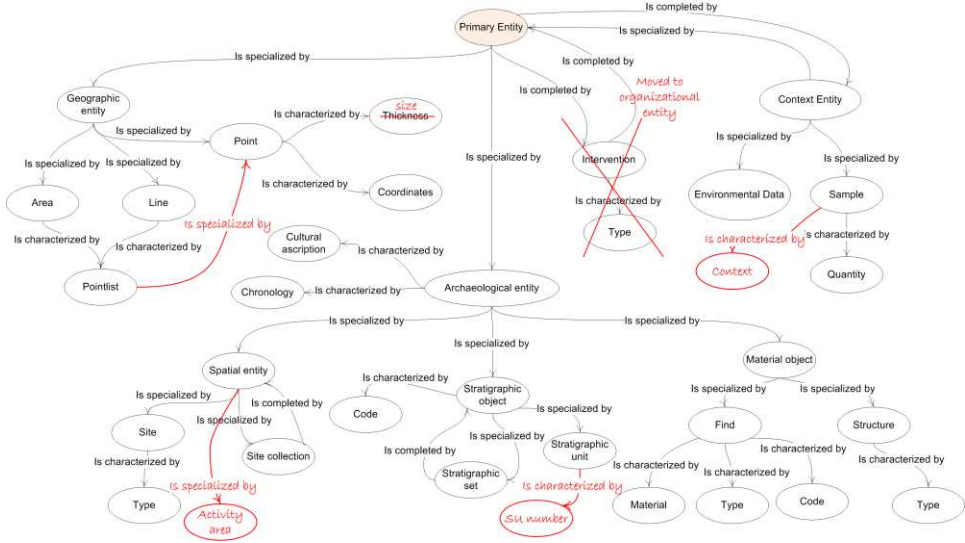 Is completed by
Primary Entity
Is specialized by
Is specialized by
Is completed by
Moved to
organizational
entity
Is completed by
Geographic
entity
size
Thickness
Context Entity
Is characterized by
Is specialized by
Point
Is specialized by
Is specialized by
Is specialized by
Intervention
Is specialized by
Is specialized by
Is characterized by
Coordinates
Environmental Data
Sample
Area
Line
Is specialized by
Is characterized by
Type
Is characterized by
Is characterized by
Cultural
ascription
Is characterized by
Is characterized by
Is characterized by
Context
Quantity
Pointlist
Chronology
Is characterized by
Archaeological entity
Is specialized by
Is specialized by
Is specialized by
Spatial entity
Stratigraphic
object
Material object
Is characterized by
Is specialized by
Is specialized by
Is specialized by
Is completed by
Is specialized by
Code
Is specialized by
Site
Find
Structure
Is completed by
Is specialized by
Stratigraphic
unit
Is characterized by
Site collection
Is characterized by
Is characterized by
Is characterized by
Is characterized by
Stratigraphic
set
Is specialized by
Is characterized by
Type
Activity
area
SU number
Material
Type
Code
Type